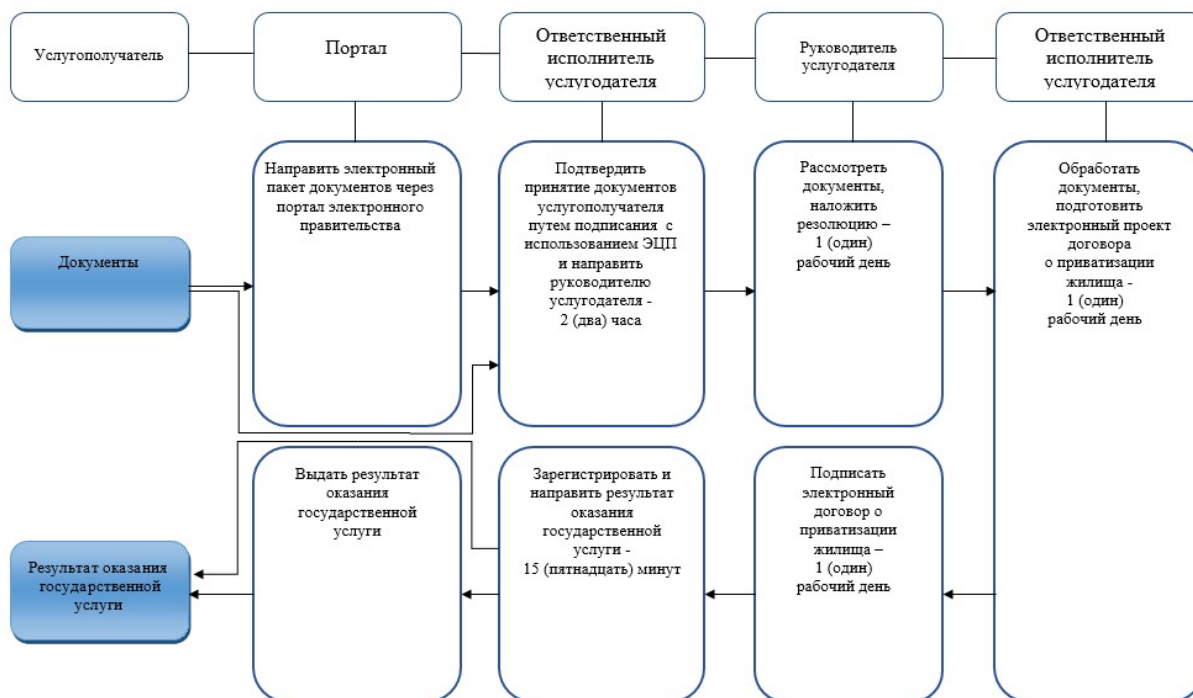 Услугополучатель
Портал
Ответственный
исполнитель
услугодателя
Руководитель
услугодателя
Ответственный
исполнитель
услугодателя
Документы
Направить электронный
пакет документов через
портал электронного
правительства
Подтвердить
принятие документов
услугополучателя
путем подписания с
использованием ЭЦП
и направить
руководителю
услугодателя -
2 (два) часа
Рассмотреть
документы,
наложить
резолюцию –
1 (один)
рабочий день
Обработать
документы,
подготовить
электронный проект
договора
о приватизации
жилища -
1 (один)
рабочий день
Результат оказания
государственной
услуги
Выдать результат
оказания
государственной
услуги
Зарегистрировать и
направить результат
оказания
государственной
услуги -
15 (пятнадцать) минут
Подписать
электронный
договор о
приватизации
жилища –
1 (один)
рабочий день